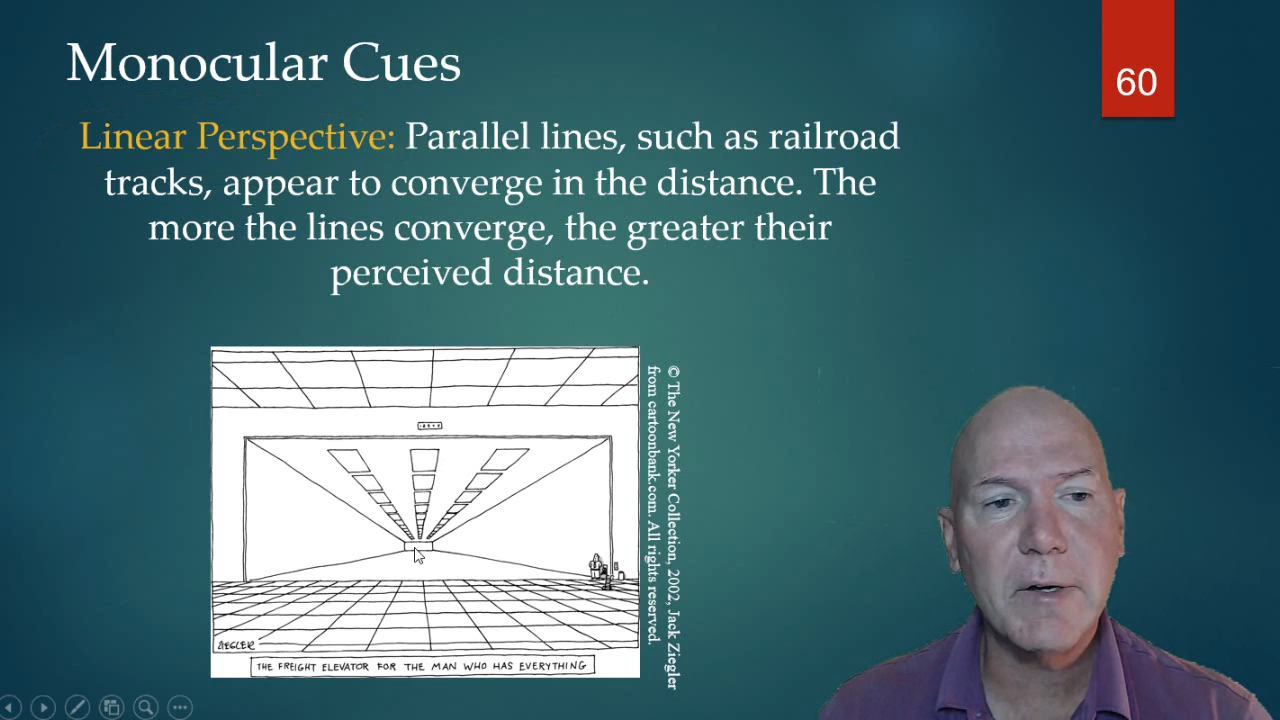 Monocular Cues
60
Linear Perspective: Parallel lines, such as railroad
tracks, appear to converge in the distance. The
more the lines converge, the greater their
perceived distance.
© The New Yorker Collection, 2002, Jack Ziegler
from cartoonbank.com. All rights reserved.
ZIEGLER
THE FREIGHT ELEVATOR FOR THE MAN WHO HAS EVERYTHING